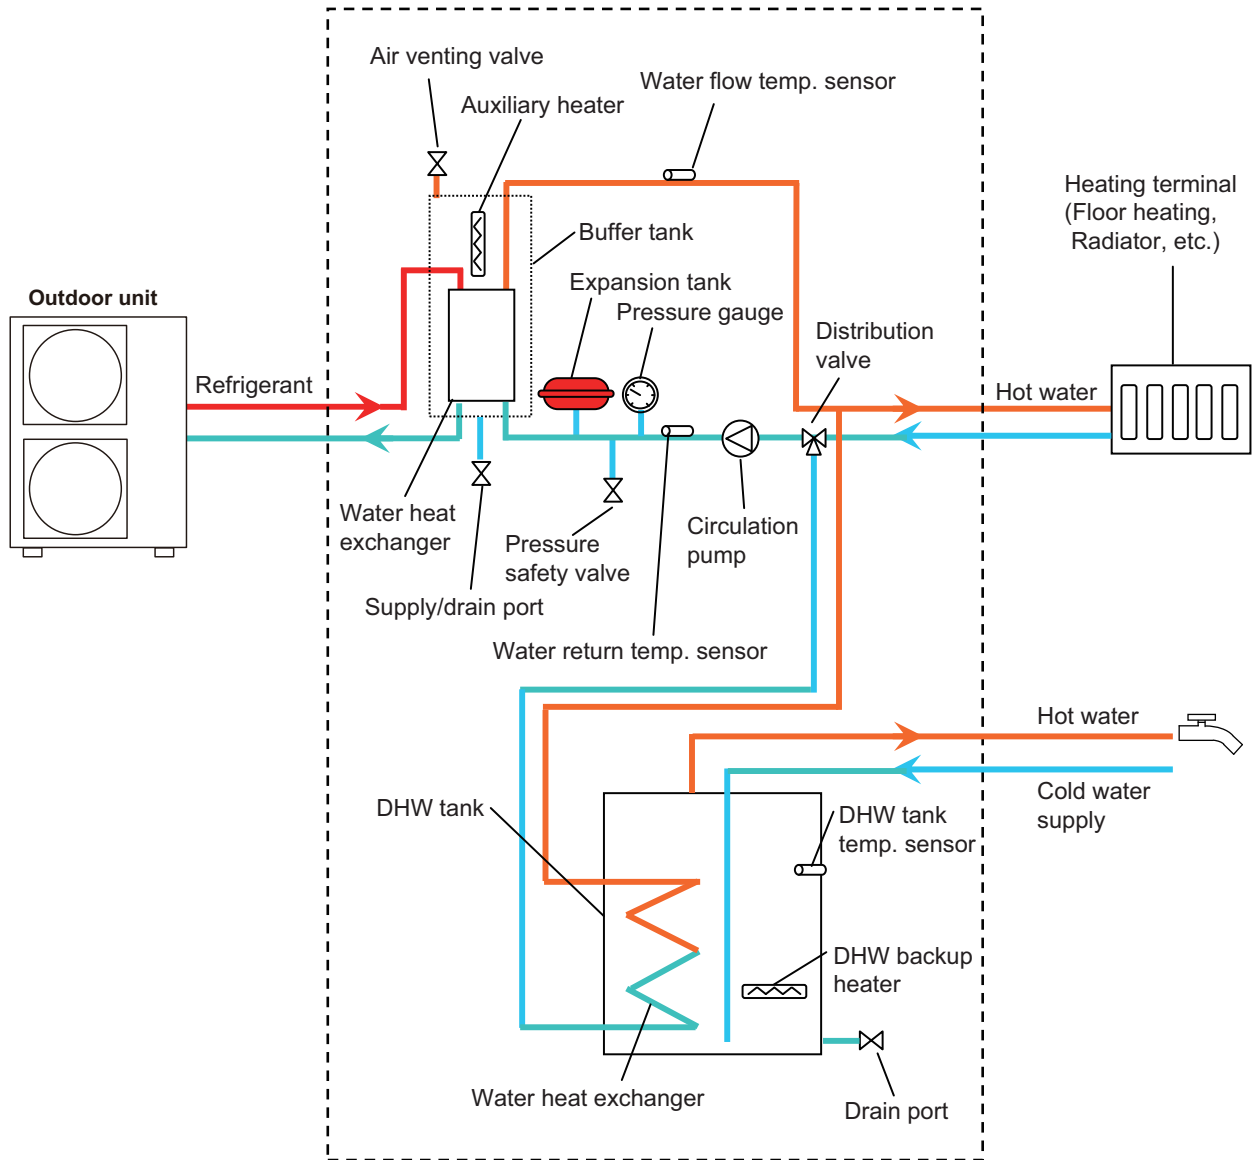 Air venting valve
Auxiliary heater
Water flow temp. sensor
Heating terminal
(Floor heating,
Radiator, etc.)
Buffer tank
Expansion tank
Pressure gauge
Outdoor unit
Distribution
valve
Refrigerant
Hot water
Water heat
exchanger
Pressure
safety valve
Circulation
pump
Supply/drain port
Water return temp. sensor
Hot water
Cold water
supply
DHW tank
DHW tank
temp. sensor
DHW backup
heater
Water heat exchanger
Drain port